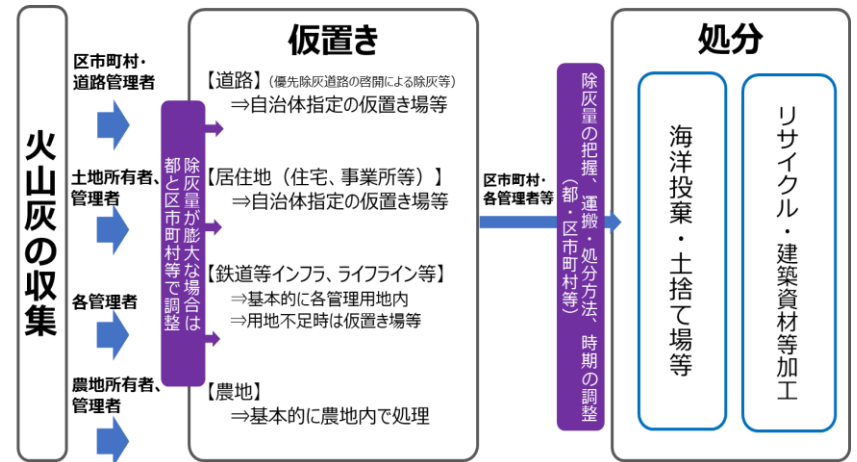 火山灰の収集
区市町村・
道路管理者
土地所有者、
管理者
各管理者
農地所有者、
管理者
除灰量が膨大な場合は
都と区市町村等で調整
仮置き
【道路】(優先除灰道路の啓開による除灰等)
⇒自治体指定の仮置き場等
【居住地（住宅、事業所等）】
⇒自治体指定の仮置き場等
【鉄道等インフラ、ライフライン等】
⇒基本的に各管理用地内
⇒用地不足時は仮置き場等
【農地】
⇒基本的に農地内で処理
区市町村・
各管理者等
除灰量の把握、運搬・処分方法、時期の調整
（都・区市町村等）
処分
海洋投棄・土捨て場等
リサイクル・建築資材等加工